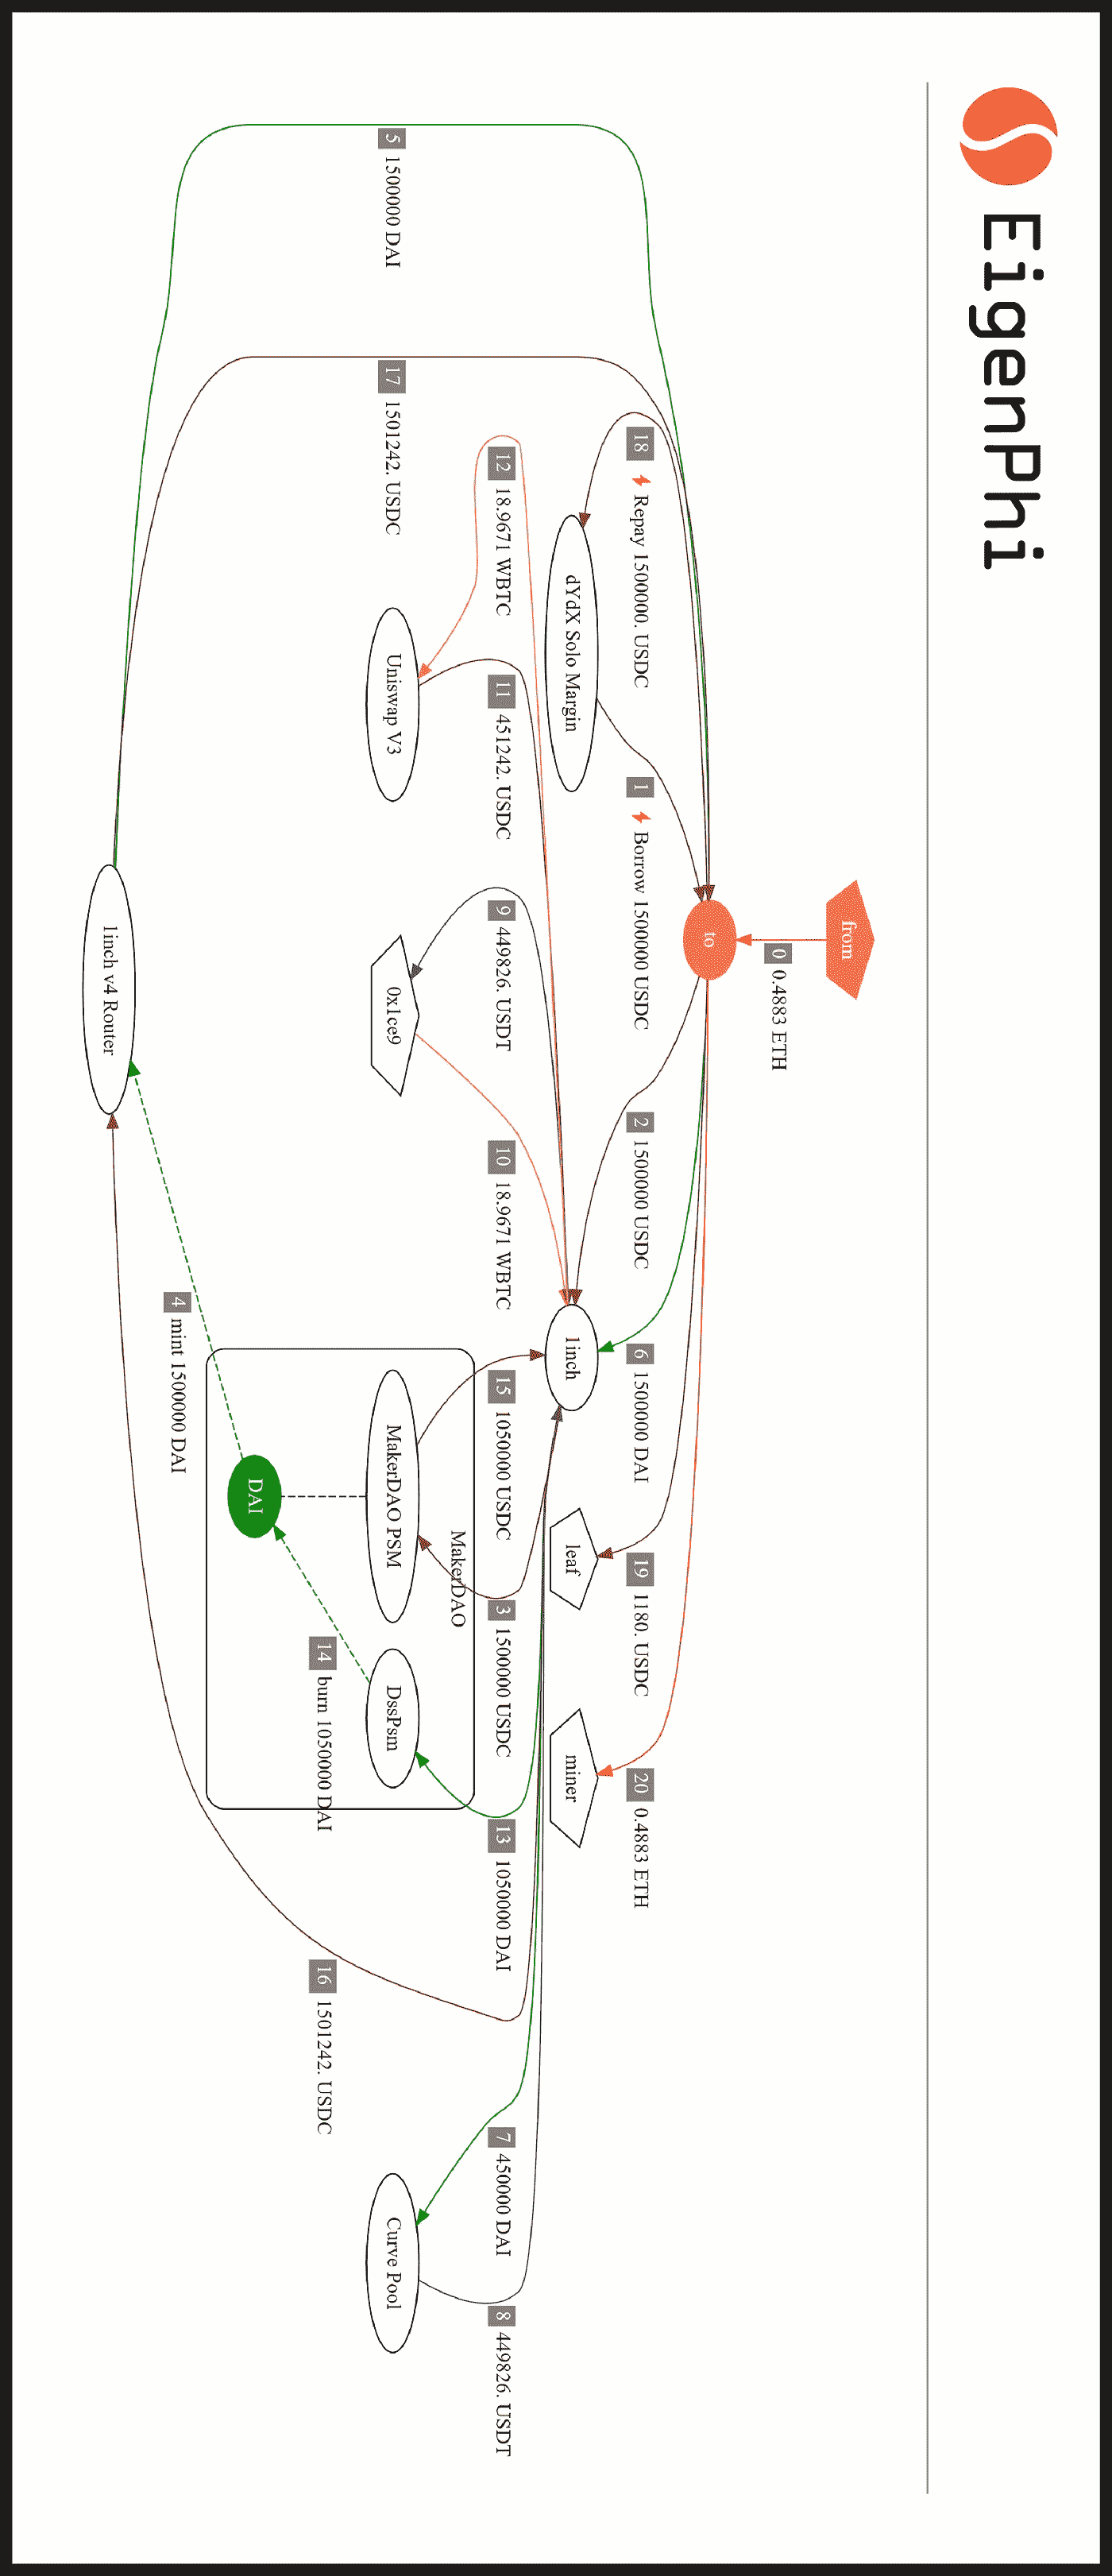 EigenPhi
from
0 0.4883 ETH
to
18 Repay 1500000. USDC
1 Borrow 1500000 USDC
2 1500000 USDC
6 1500000 DAI
19 1180. USDC
20 0.4883 ETH
dYdX Solo Margin
1inch
leaf
miner
12 18.9671 WBTC
11 451242. USDC
9 449826. USDT
10 18.9671 WBTC
15 1050000 USDC
3 1500000 USDC
13 1050000 DAI
7 450000 DAI
8 449826. USDT
MakerDAO
5 1500000 DAI
17 1501242. USDC
Uniswap V3
0x1ce9
MakerDAO PSM
DssPsm
Curve Pool
14 burn 1050000 DAI
16 1501242. USDC
DAI
4 mint 1500000 DAI
1inch v4 Router